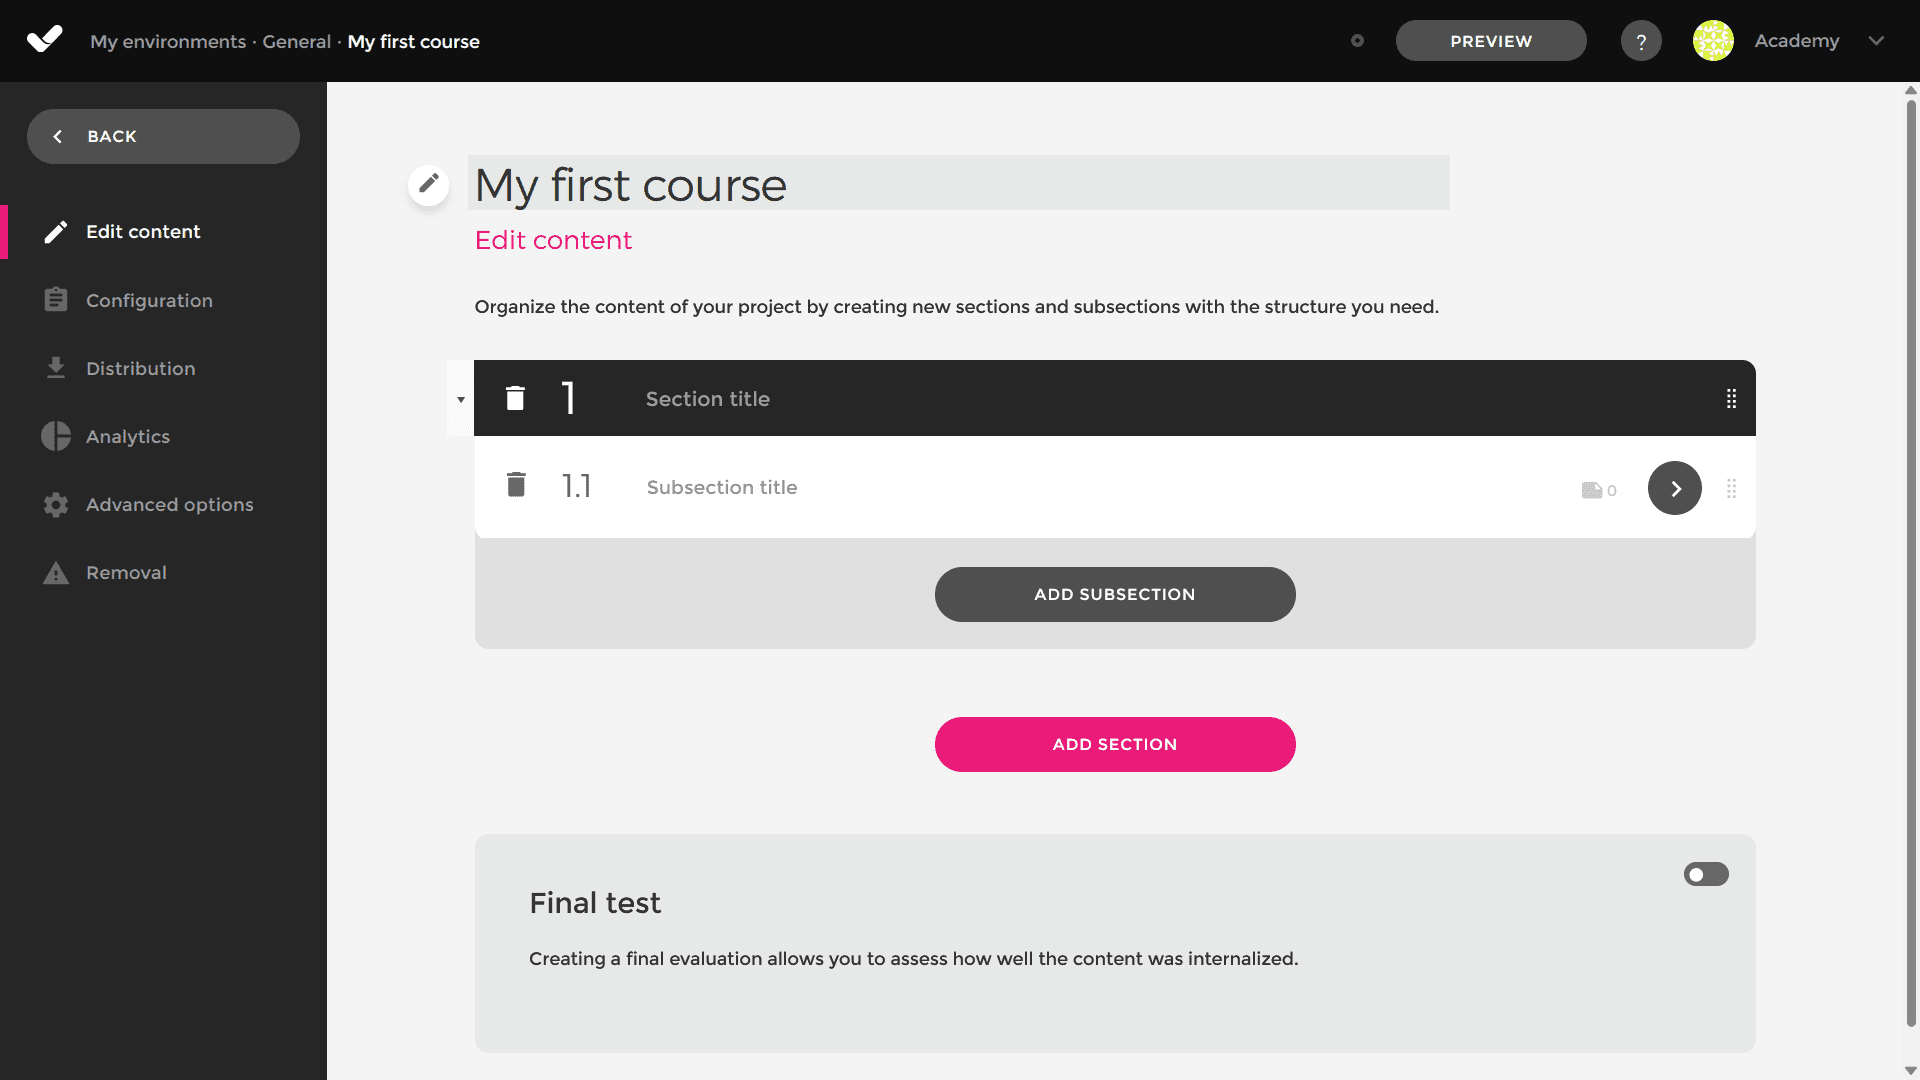 My environments · General · My first course
PREVIEW
?
Academy
BACK
Edit content
Configuration
Distribution
Analytics
Advanced options
Removal
My first course
Edit content
Organize the content of your project by creating new sections and subsections with the structure you need.
1 Section title
1.1 Subsection title 0
ADD SUBSECTION
ADD SECTION
Final test
Creating a final evaluation allows you to assess how well the content was internalized.